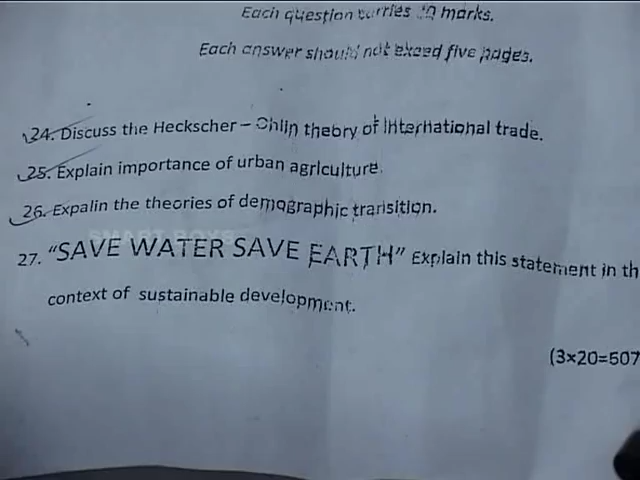 Each question carries 20 marks.
Each answer should not exeed five pages.
24. Discuss the Heckscher – Ohlin theory of International trade.
25. Explain importance of urban agriculture.
26. Expalin the theories of demographic transition.
27. “SAVE WATER SAVE EARTH” Explain this statement in th
context of sustainable development.
(3×20=507